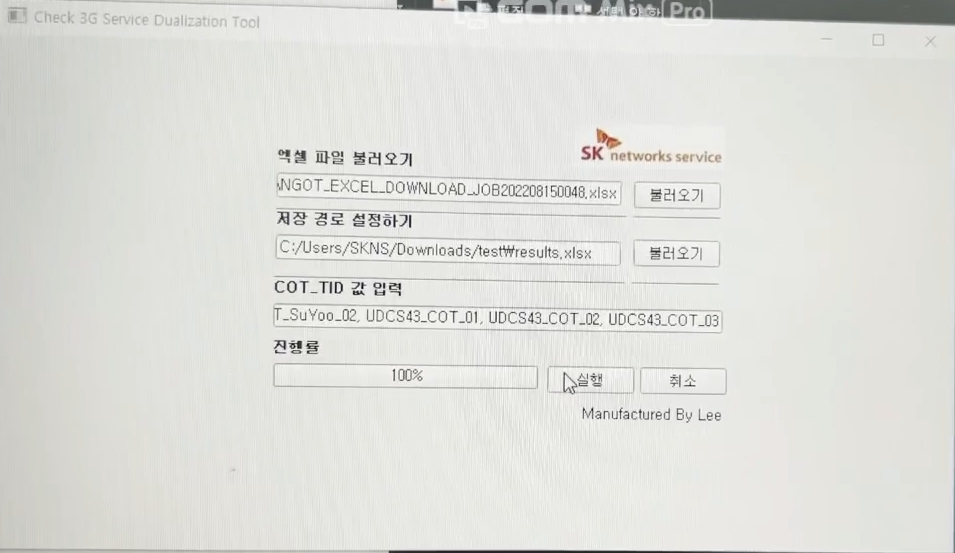 Check 3G Service Dualization Tool
Pro
SK networks service
엑셀 파일 불러오기
NGOT_EXCEL_DOWNLOAD_JOB202208150048.xlsx
불러오기
저장 경로 설정하기
C:/Users/SKNS/Downloads/test₩results.xlsx
불러오기
COT_TID 값 입력
T_SuYoo_02, UDCS43_COT_01, UDCS43_COT_02, UDCS43_COT_03
진행률
100%
실행
취소
Manufactured By Lee